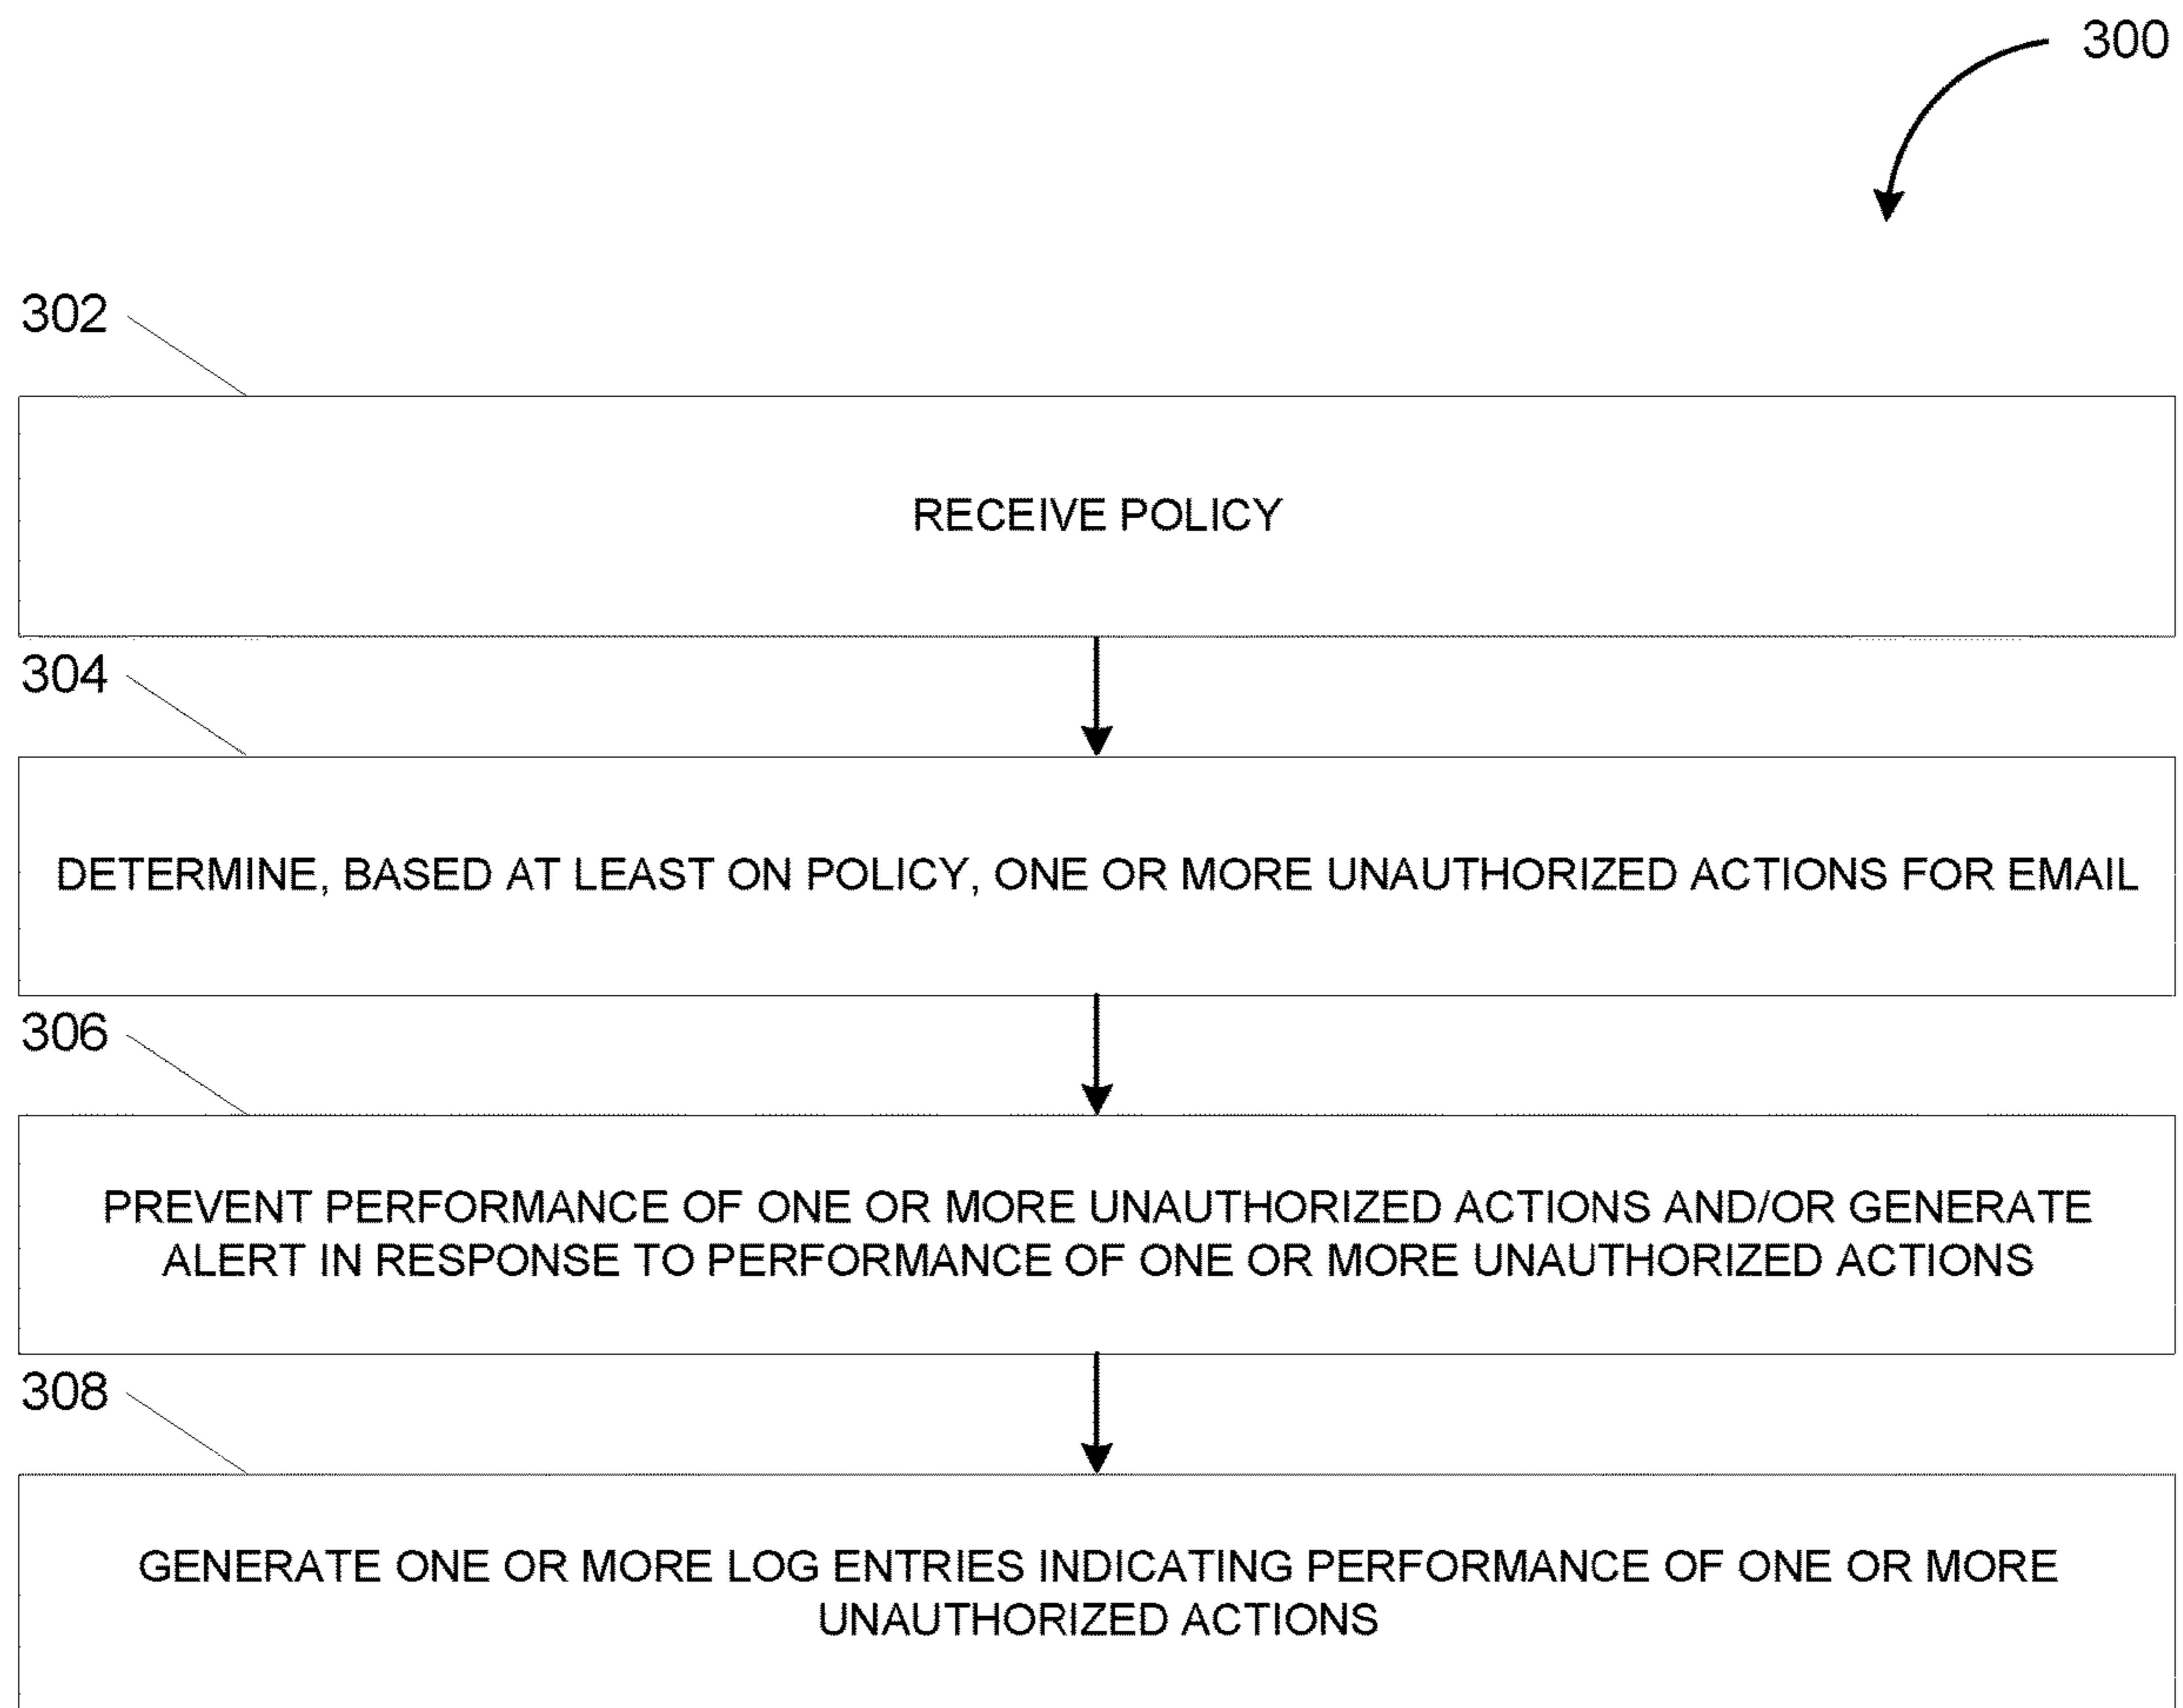 300
302
RECEIVE POLICY
304
DETERMINE, BASED AT LEAST ON POLICY, ONE OR MORE UNAUTHORIZED ACTIONS FOR EMAIL
306
PREVENT PERFORMANCE OF ONE OR MORE UNAUTHORIZED ACTIONS AND/OR GENERATE
ALERT IN RESPONSE TO PERFORMANCE OF ONE OR MORE UNAUTHORIZED ACTIONS
308
GENERATE ONE OR MORE LOG ENTRIES INDICATING PERFORMANCE OF ONE OR MORE
UNAUTHORIZED ACTIONS